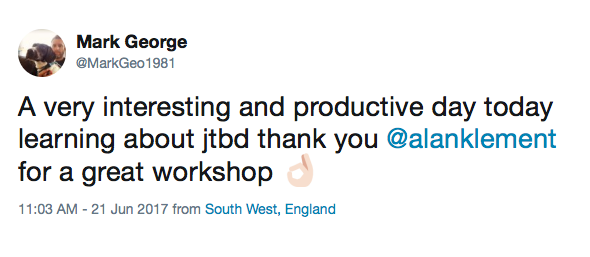 Mark George
@MarkGeo1981
A very interesting and productive day today
learning about jtbd thank you @alanklement
for a great workshop 👌🏻
11:03 AM - 21 Jun 2017 from South West, England